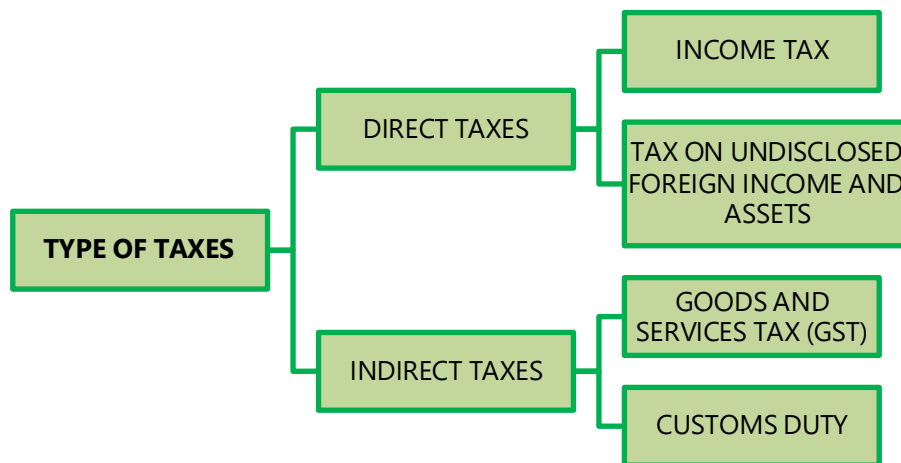 TYPE OF TAXES
DIRECT TAXES
INCOME TAX
TAX ON UNDISCLOSED
FOREIGN INCOME AND
ASSETS
INDIRECT TAXES
GOODS AND
SERVICES TAX (GST)
CUSTOMS DUTY